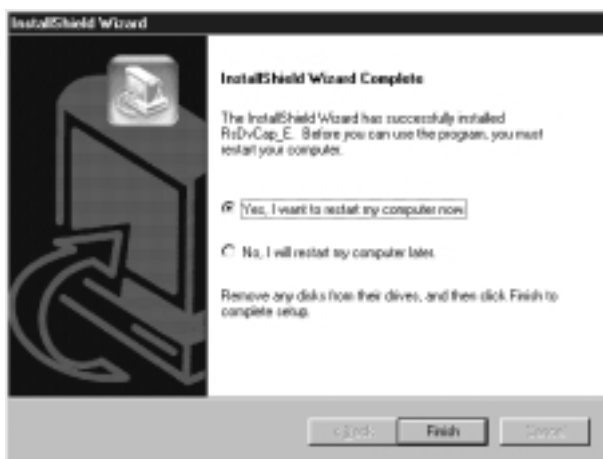 InstallShield Wizard
InstallShield Wizard Complete
The InstallShield Wizard has successfully installed
RsDvCap_E. Before you can use the program, you must
restart your computer.
Yes, I want to restart my computer now.
No, I will restart my computer later.
Remove any disks from their drives, and then click Finish to
complete setup.
< Back
Finish
Cancel